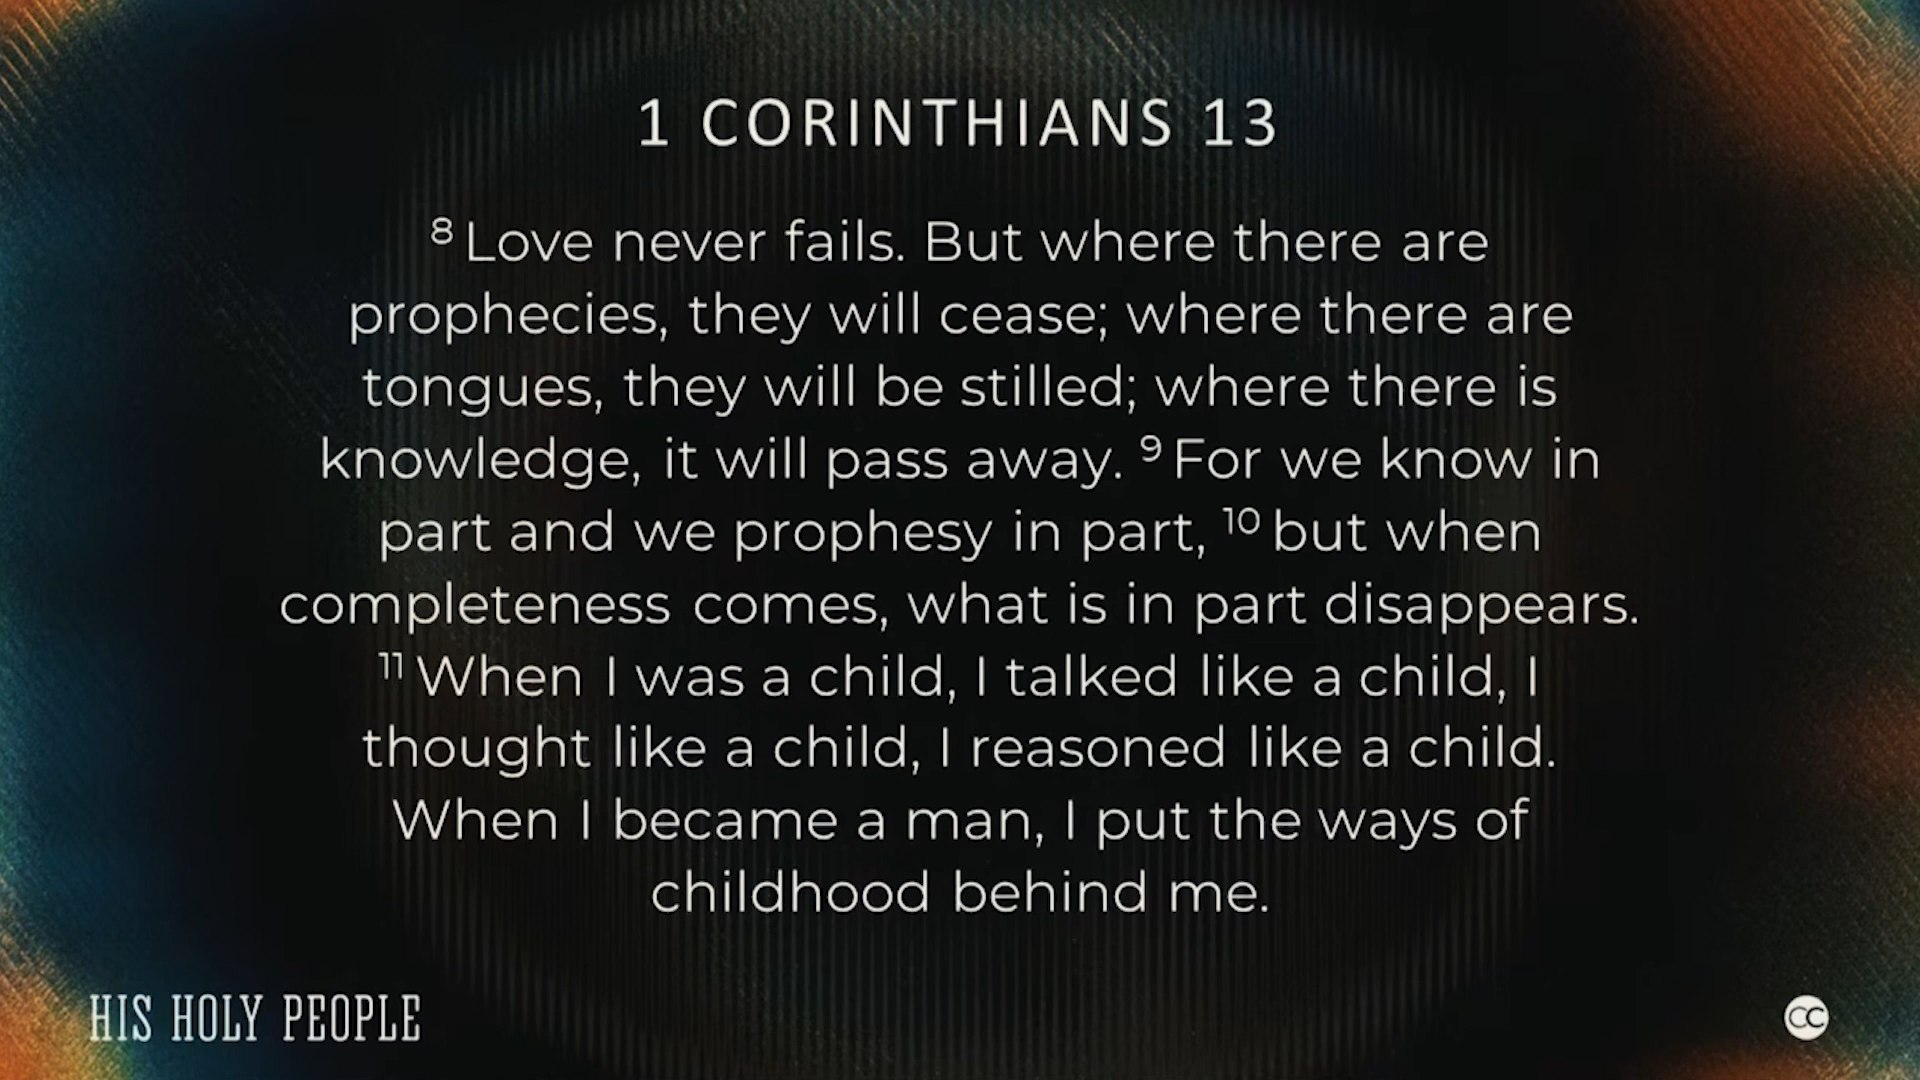 1 CORINTHIANS 13
8 Love never fails. But where there are
prophecies, they will cease; where there are
tongues, they will be stilled; where there is
knowledge, it will pass away. 9 For we know in
part and we prophesy in part, 10 but when
completeness comes, what is in part disappears.
11 When I was a child, I talked like a child, I
thought like a child, I reasoned like a child.
When I became a man, I put the ways of
childhood behind me.
HIS HOLY PEOPLE
CC